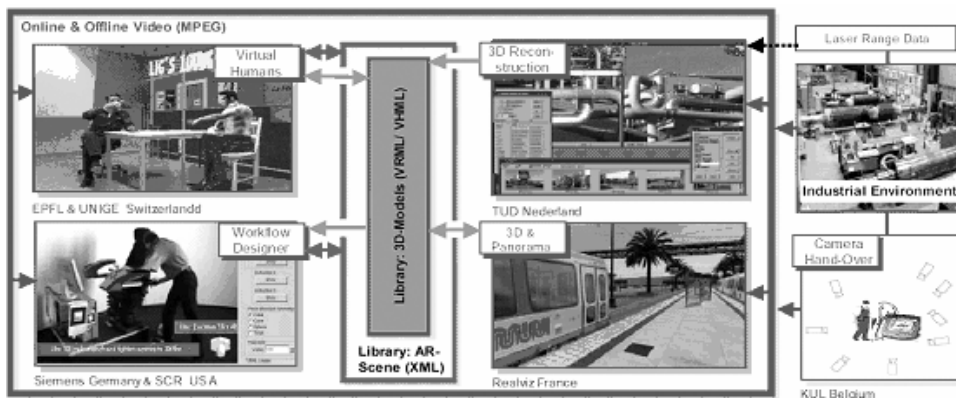 Online & Offline Video (MPEG)
Virtual
Humans
3D Recon-
struction
Laser Range Data
Industrial Environment
EPFL & UNIGE Switzerlandd
TUD Nederland
Library: 3D-Models (VRML/ VHML)
Workflow
Designer
3D &
Panorama
Camera
Hand-Over
Library: AR-
Scene (XML)
Siemens Germany & SCR USA
Realviz France
KUL Belgium